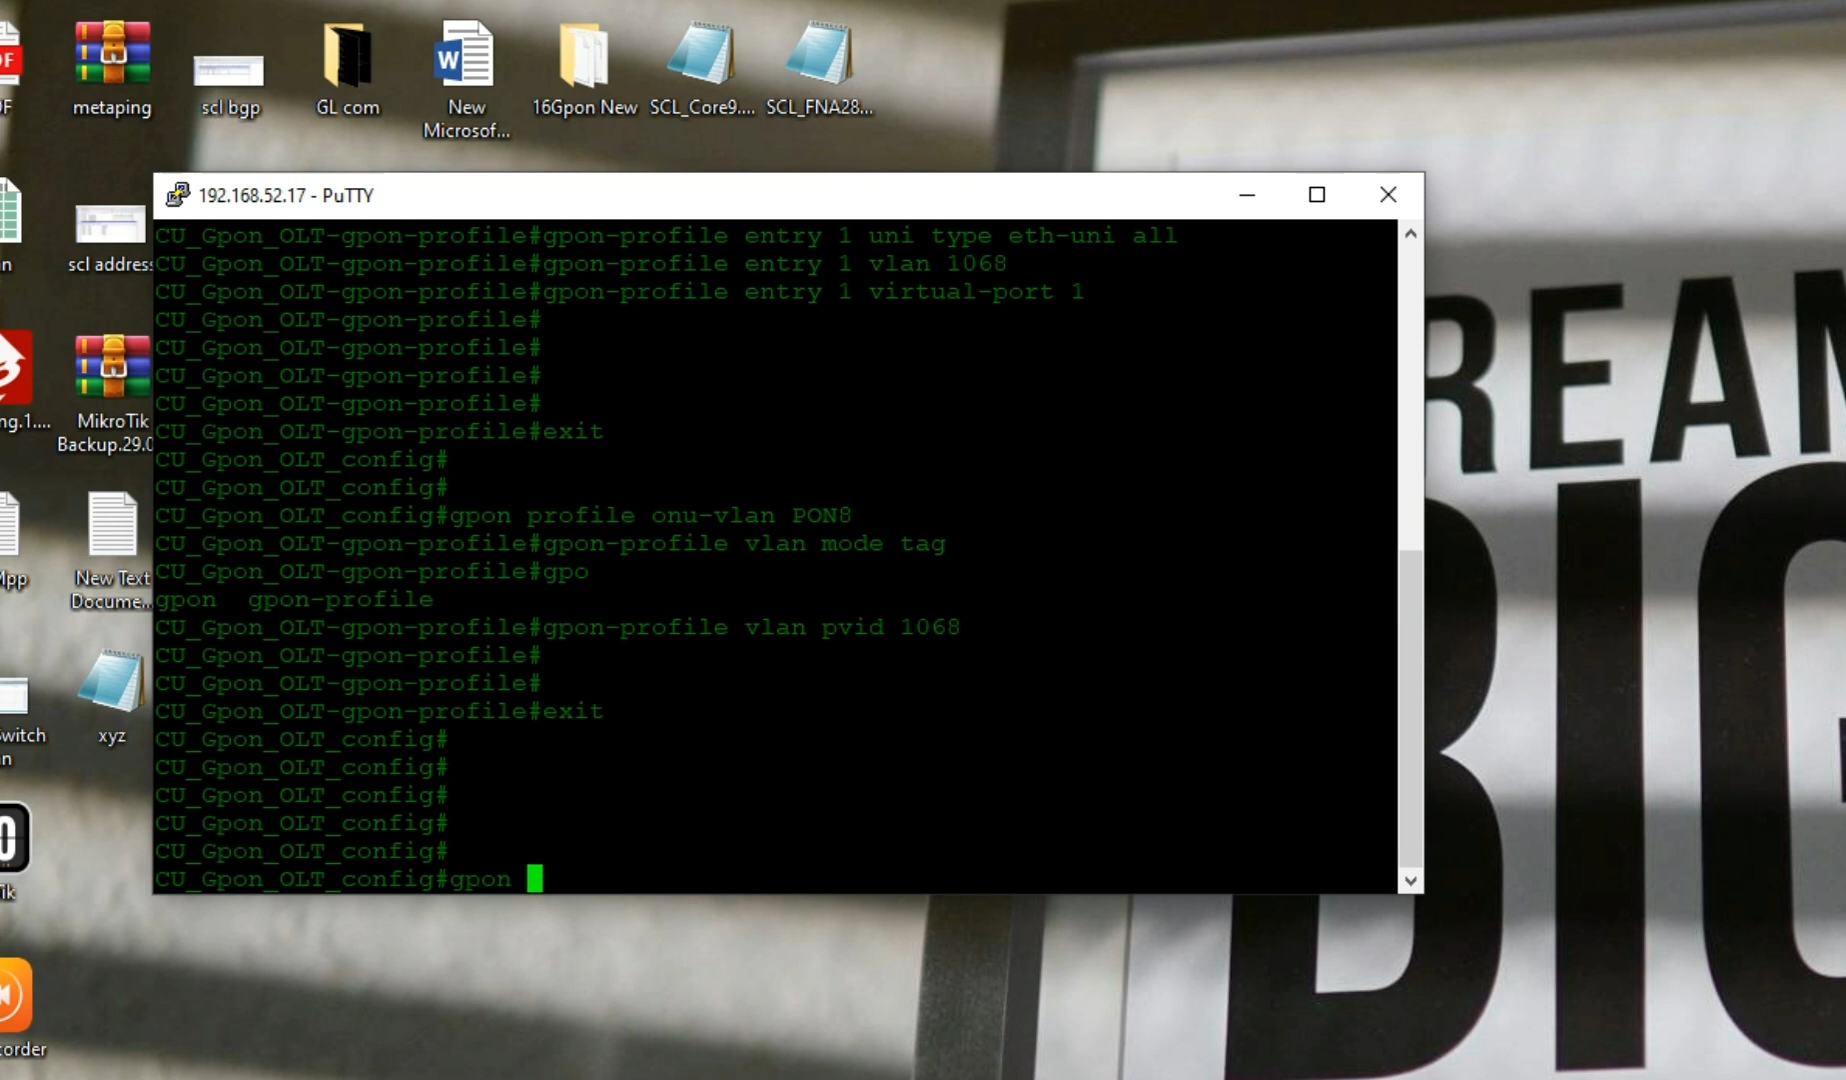 metaping
scl bgp
GL com
New
Microsof...
16Gpon New
SCL_Core9....
SCL_FNA28...
scl address
MikroTik
Backup.29.0
New Text
Docume...
xyz
192.168.52.17 - PuTTY
CU_Gpon_OLT-gpon-profile#gpon-profile entry 1 uni type eth-uni all
CU_Gpon_OLT-gpon-profile#gpon-profile entry 1 vlan 1068
CU_Gpon_OLT-gpon-profile#gpon-profile entry 1 virtual-port 1
CU_Gpon_OLT-gpon-profile#
CU_Gpon_OLT-gpon-profile#
CU_Gpon_OLT-gpon-profile#
CU_Gpon_OLT-gpon-profile#
CU_Gpon_OLT-gpon-profile#exit
CU_Gpon_OLT_config#
CU_Gpon_OLT_config#
CU_Gpon_OLT_config#gpon profile onu-vlan PON8
CU_Gpon_OLT-gpon-profile#gpon-profile vlan mode tag
CU_Gpon_OLT-gpon-profile#gpo
gpon  gpon-profile
CU_Gpon_OLT-gpon-profile#gpon-profile vlan pvid 1068
CU_Gpon_OLT-gpon-profile#
CU_Gpon_OLT-gpon-profile#
CU_Gpon_OLT-gpon-profile#exit
CU_Gpon_OLT_config#
CU_Gpon_OLT_config#
CU_Gpon_OLT_config#
CU_Gpon_OLT_config#
CU_Gpon_OLT_config#
CU_Gpon_OLT_config#gpon
REAM
BIG